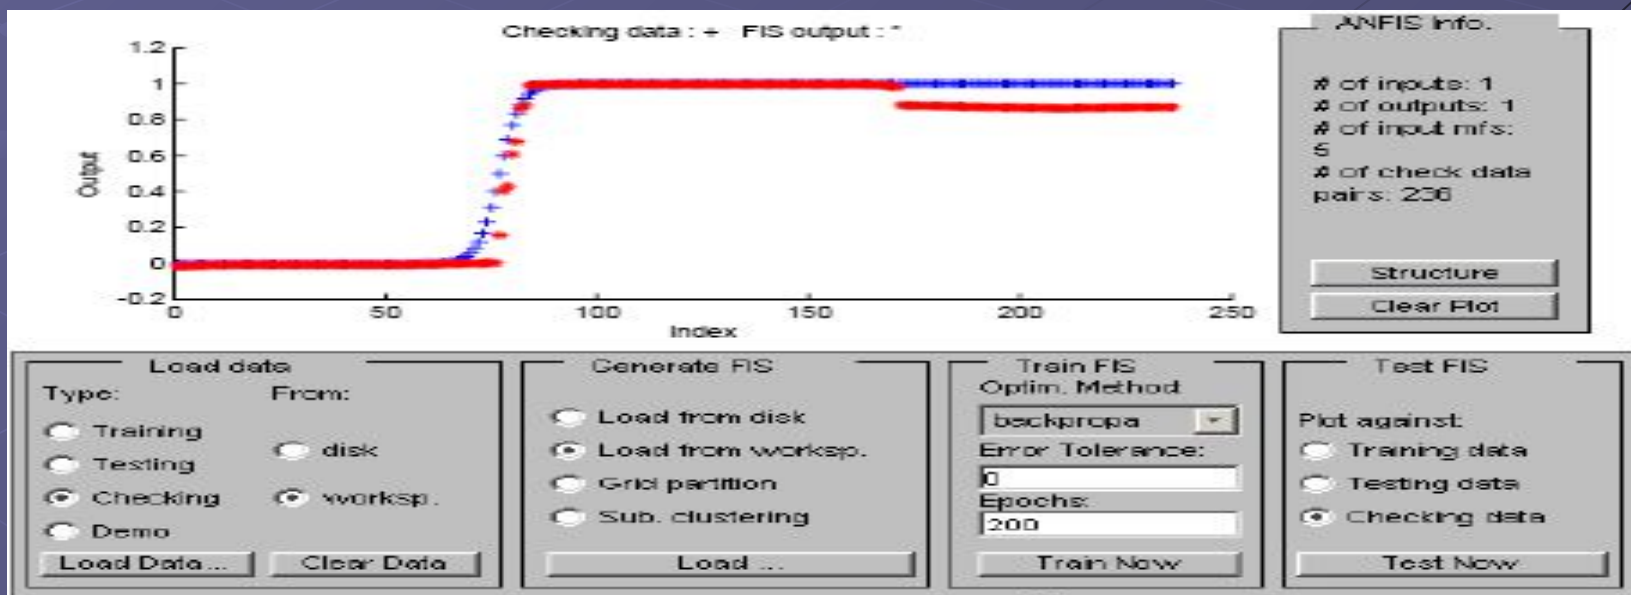 Checking data : +   FIS output : *
1.2
1
0.8
0.6
0.4
0.2
0
-0.2
Output
0
50
100
150
200
250
Index
ANFIS Info.
# of inputs: 1
# of outputs: 1
# of input mfs:
5
# of check data
pairs: 236
Structure
Clear Plot
Load data
Type:
From:
Training
Testing
Checking
Demo
disk
worksp.
Load Data...
Clear Data
Generate FIS
Load from disk
Load from worksp.
Grid partition
Sub. clustering
Load ...
Train FIS
Optim. Method
backpropa
Error Tolerance:
0
Epochs:
200
Train Now
Test FIS
Plot against:
Training data
Testing data
Checking data
Test Now